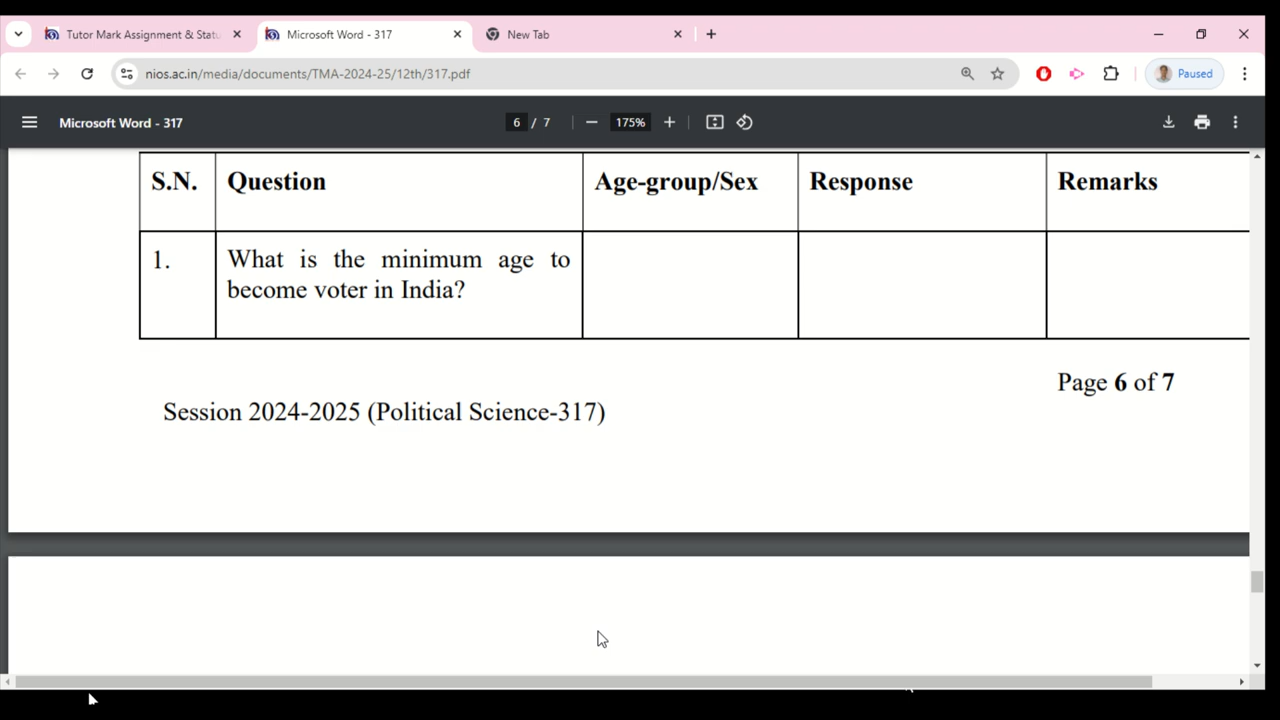 Tutor Mark Assignment & Statu
Microsoft Word - 317
New Tab
nios.ac.in/media/documents/TMA-2024-25/12th/317.pdf
Paused
Microsoft Word - 317
6 / 7
175%
S.N. Question Age-group/Sex Response Remarks
1. What is the minimum age to
become voter in India?
Page 6 of 7
Session 2024-2025 (Political Science-317)